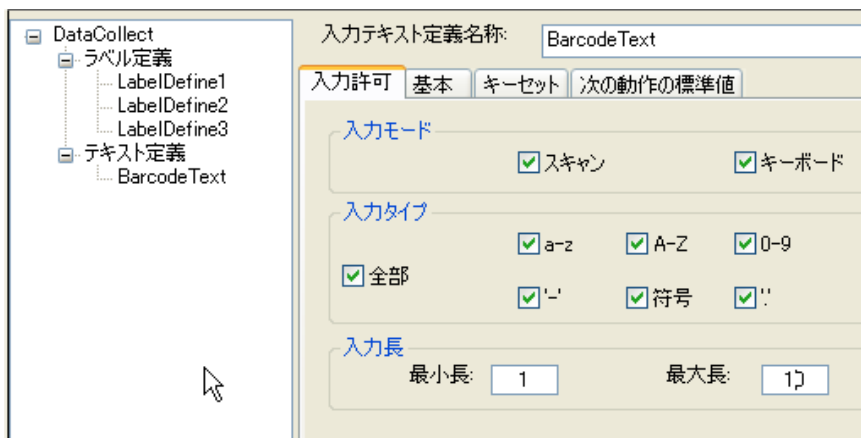 DataCollect
ラベル定義
LabelDefine1
LabelDefine2
LabelDefine3
テキスト定義
BarcodeText
入力テキスト定義名称: BarcodeText
入力許可 基本 キーセット 次の動作の標準値
入力モード
スキャン キーボード
入力タイプ
a-z A-Z 0-9
全部
'-' 符号 '.'
入力長
最小長: 1 最大長: